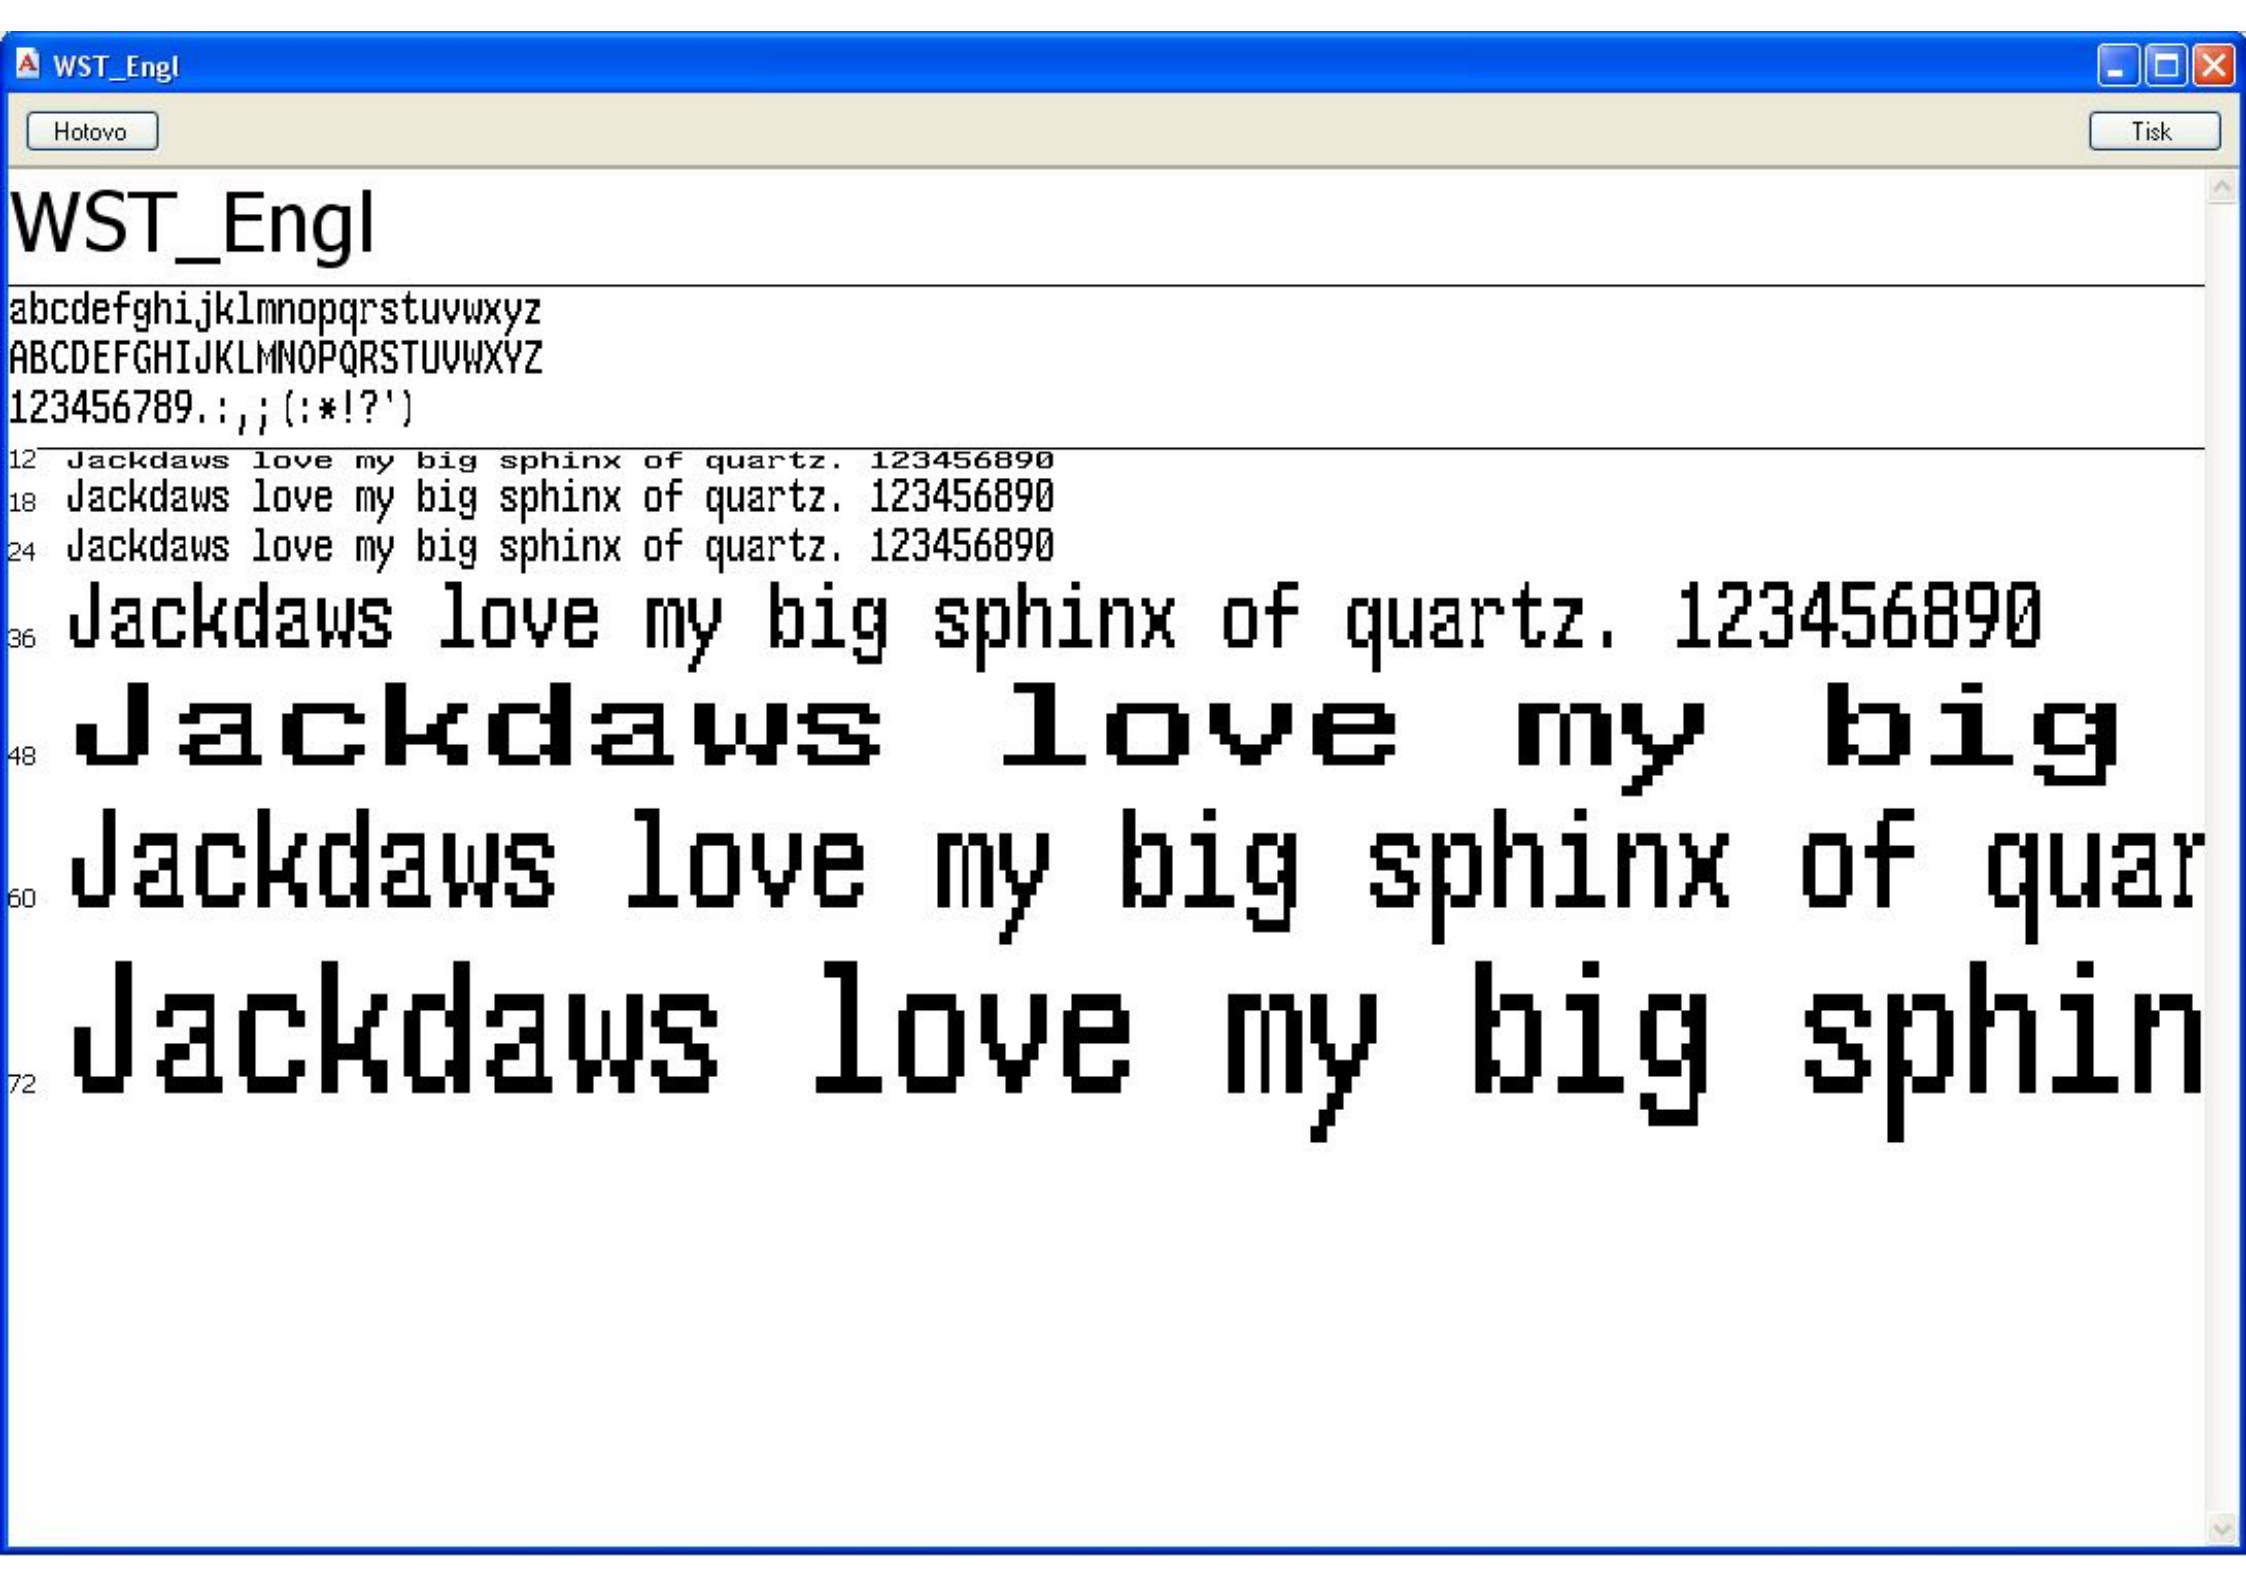 WST_Engl
Hotovo Tisk
WST_Engl
abcdefghijklmnopqrstuvwxyz
ABCDEFGHIJKLMNOPQRSTUVWXYZ
123456789.:,;(:*!?')
12 Jackdaws love my big sphinx of quartz. 123456890
18 Jackdaws love my big sphinx of quartz. 123456890
24 Jackdaws love my big sphinx of quartz. 123456890
36 Jackdaws love my big sphinx of quartz. 123456890
48 Jackdaws love my big
60 Jackdaws love my big sphinx of quar
72 Jackdaws love my big sphin